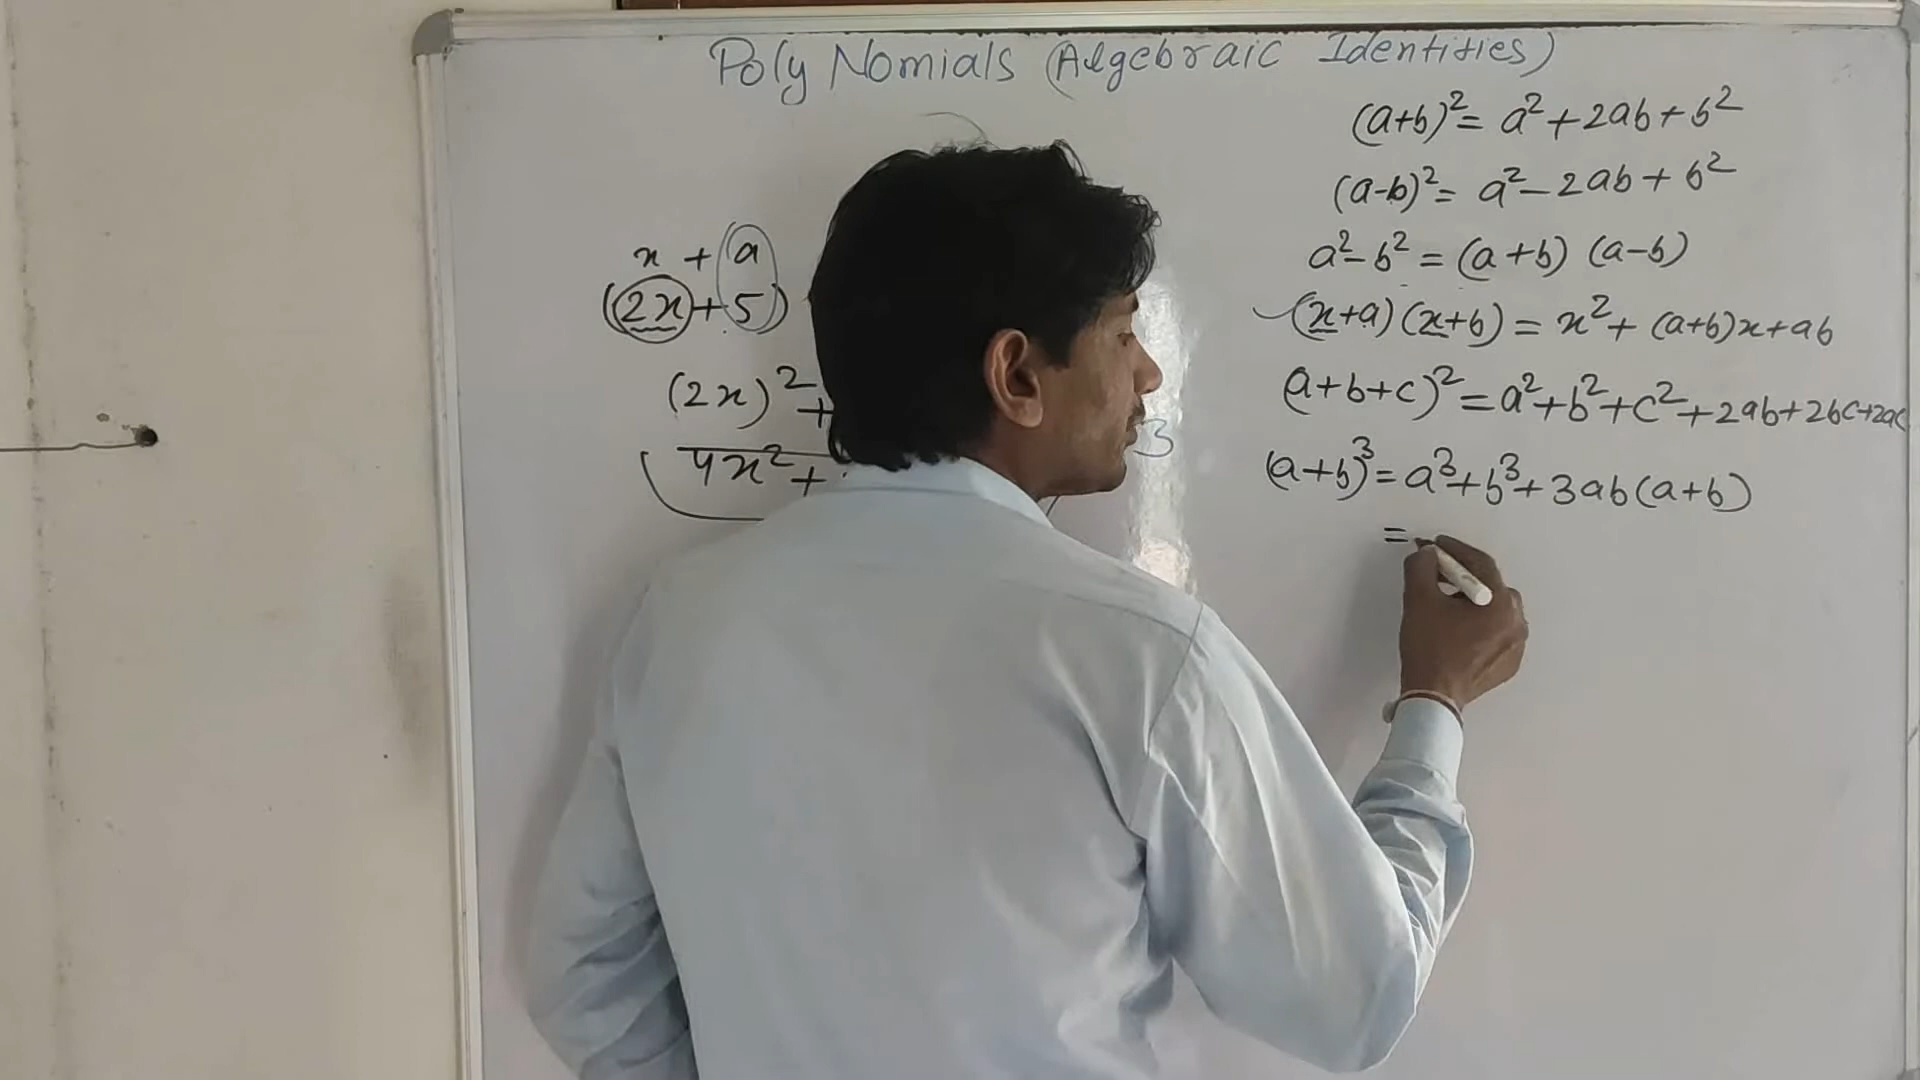 Poly Nomials (Algebraic Identities)
x + a
(2x+5)
(2x)² +
4x² +
3
(a+b)² = a² + 2ab + b²
(a-b)² = a² - 2ab + b²
a² - b² = (a+b) (a-b)
(x+a) (x+b) = x² + (a+b)x + ab
(a+b+c)² = a² + b² + c² + 2ab + 2bc + 2ac
(a+b)³ = a³ + b³ + 3ab(a+b)
=